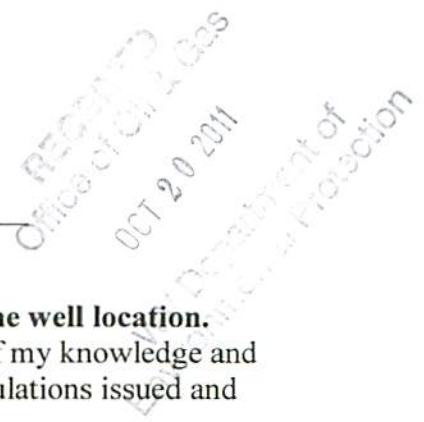 RECEIVED
Office of Oil & Gas
OCT 20 2011
WV Department of
Environmental Protection
ne well location.
f my knowledge and
ulations issued and